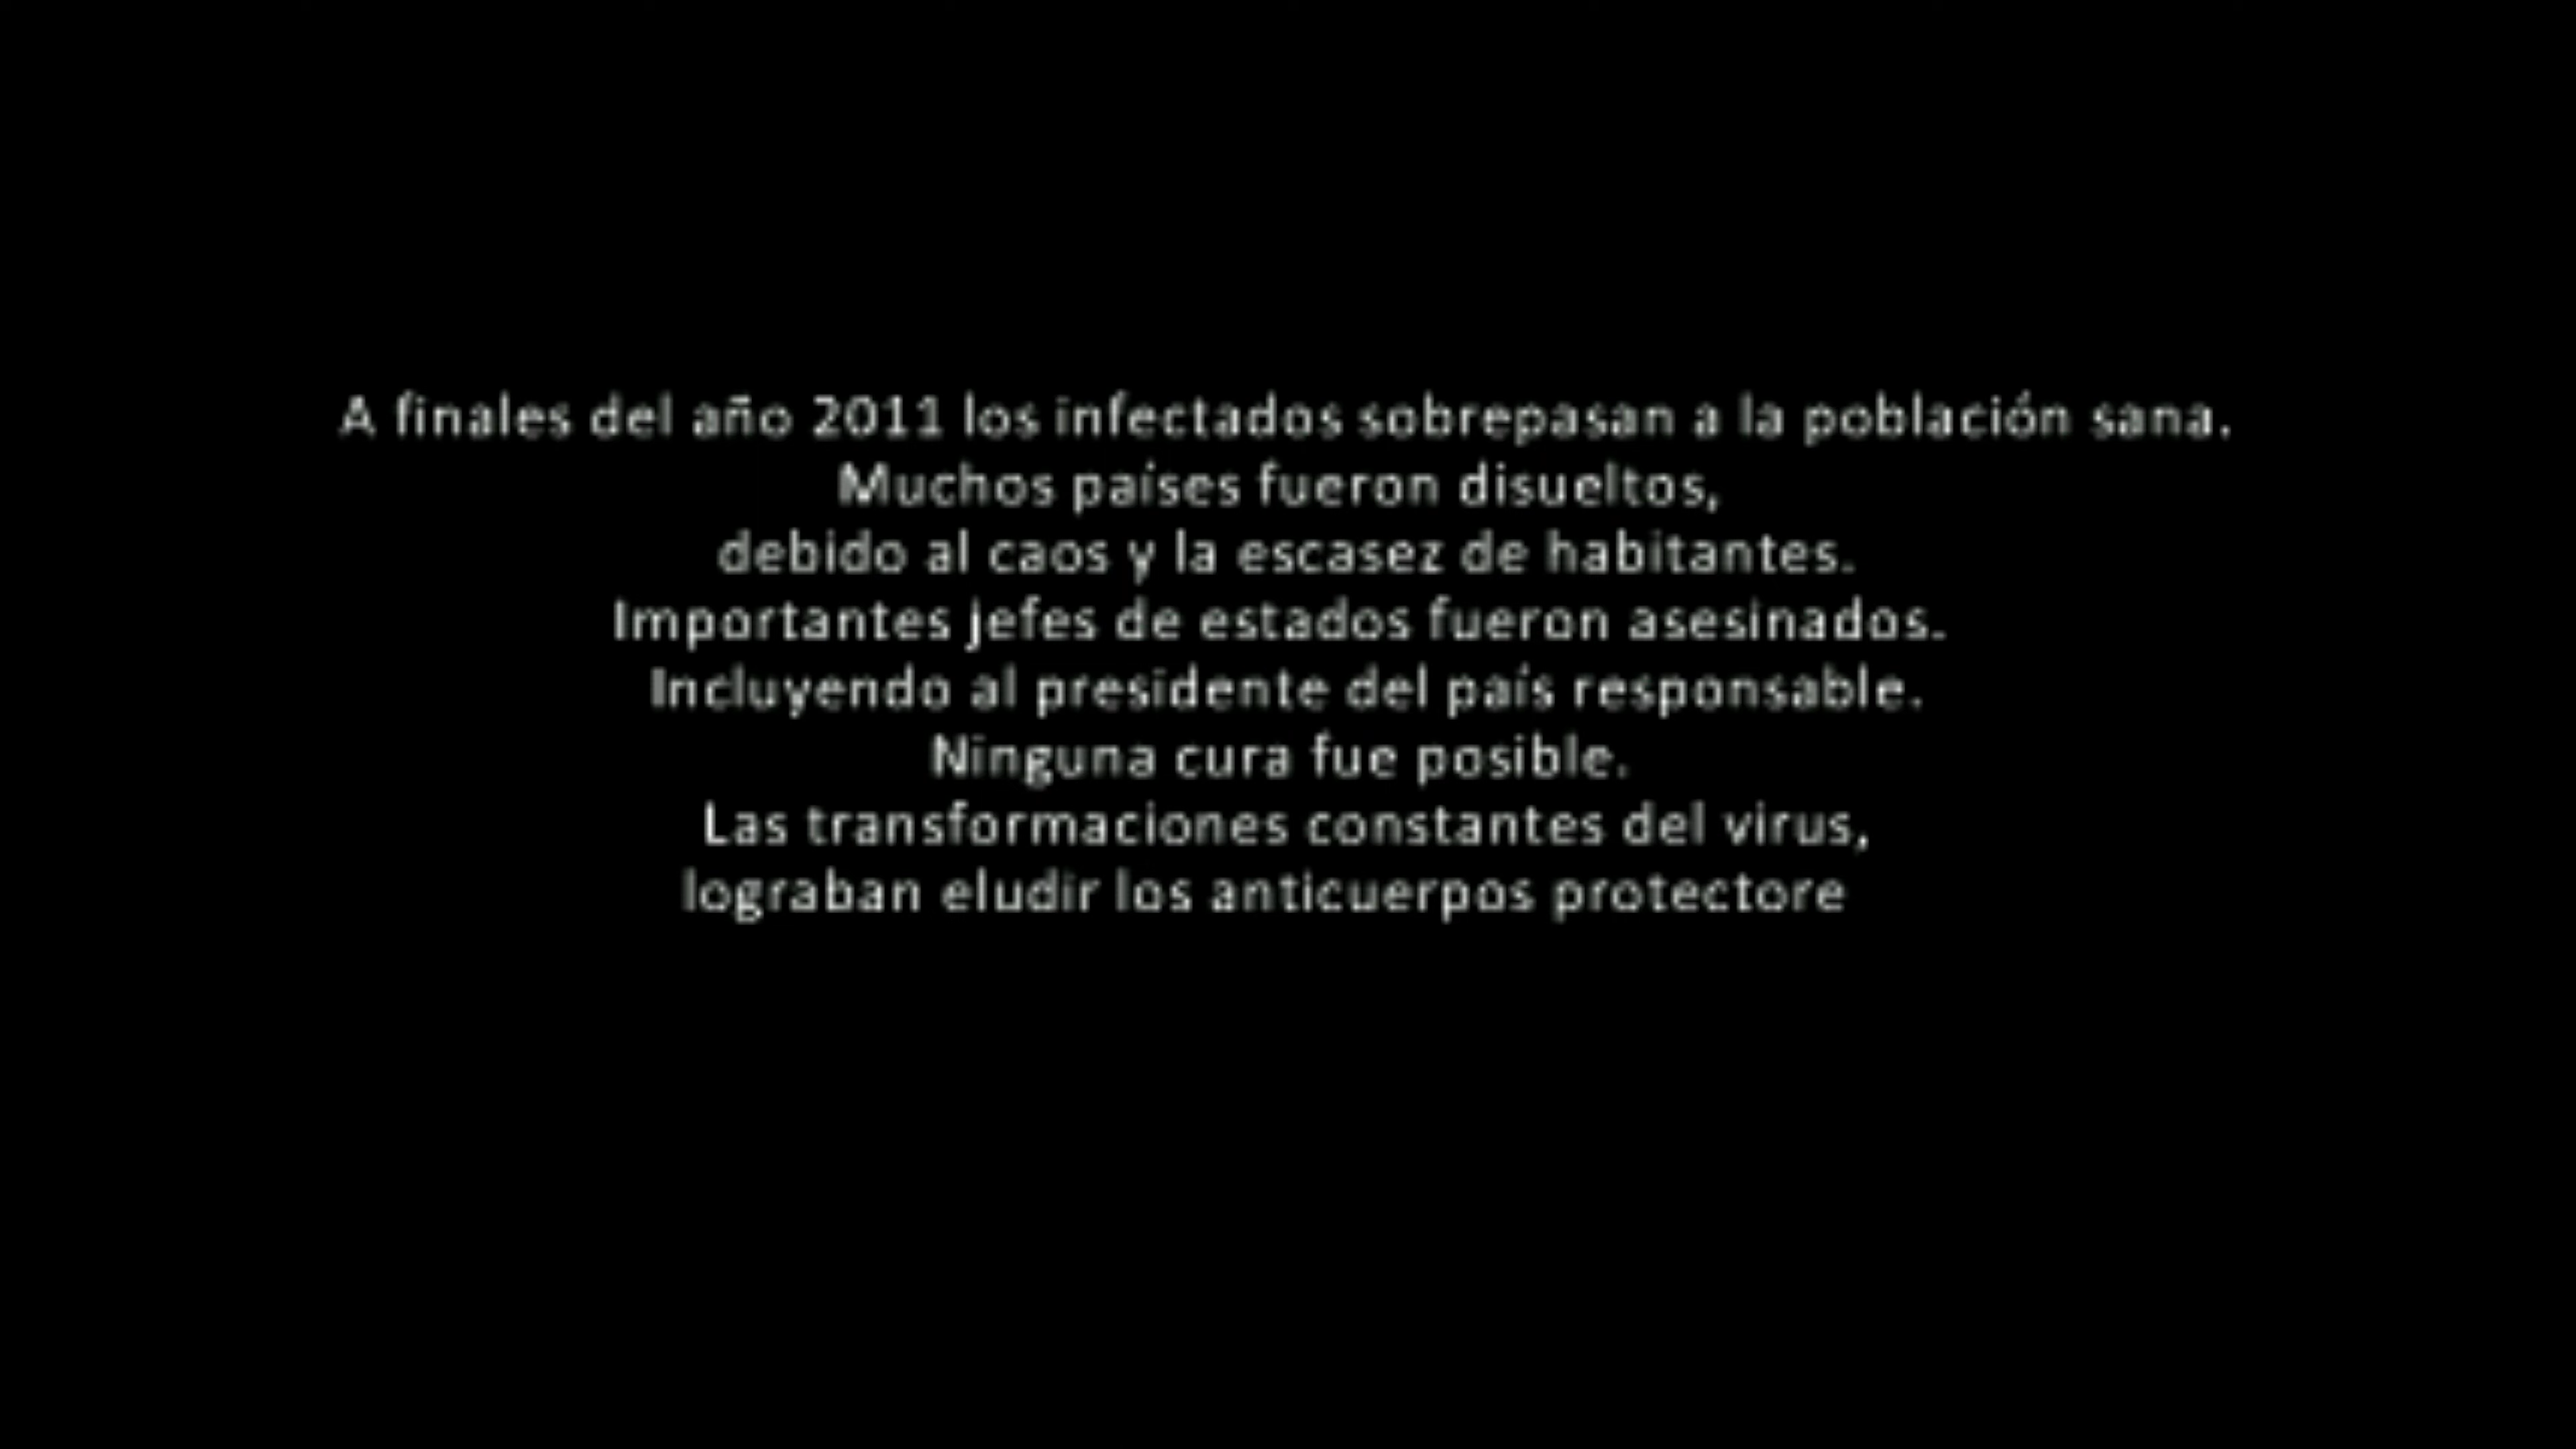 A finales del año 2011 los infectados sobrepasan a la población sana.
Muchos países fueron disueltos,
debido al caos y la escasez de habitantes.
Importantes jefes de estados fueron asesinados.
Incluyendo al presidente del país responsable.
Ninguna cura fue posible.
Las transformaciones constantes del virus,
lograban eludir los anticuerpos protectore